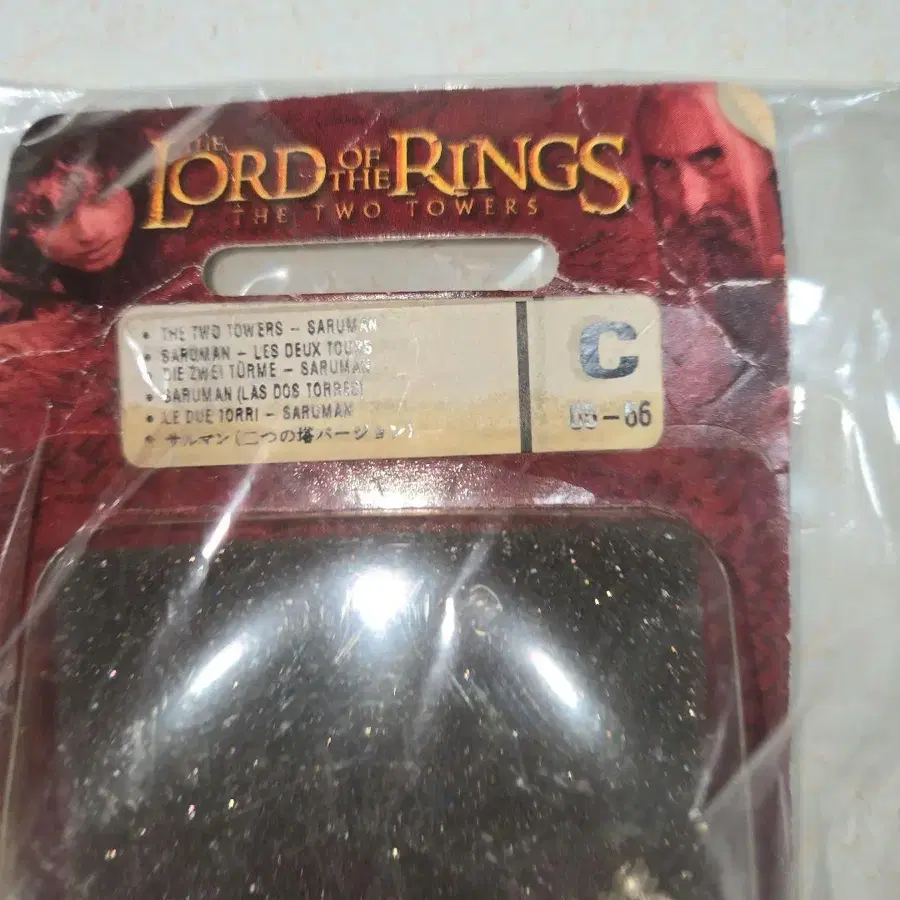 THE LORD OF THE RINGS
THE TWO TOWERS
• THE TWO TOWERS – SARUMAN
• SARUMAN – LES DEUX TOURS
• DIE ZWEI TÜRME – SARUMAN
• SARUMAN (LAS DOS TORRES)
• LE DUE TORRI – SARUMAN
• サルマン(二つの塔バージョン)
C
-66